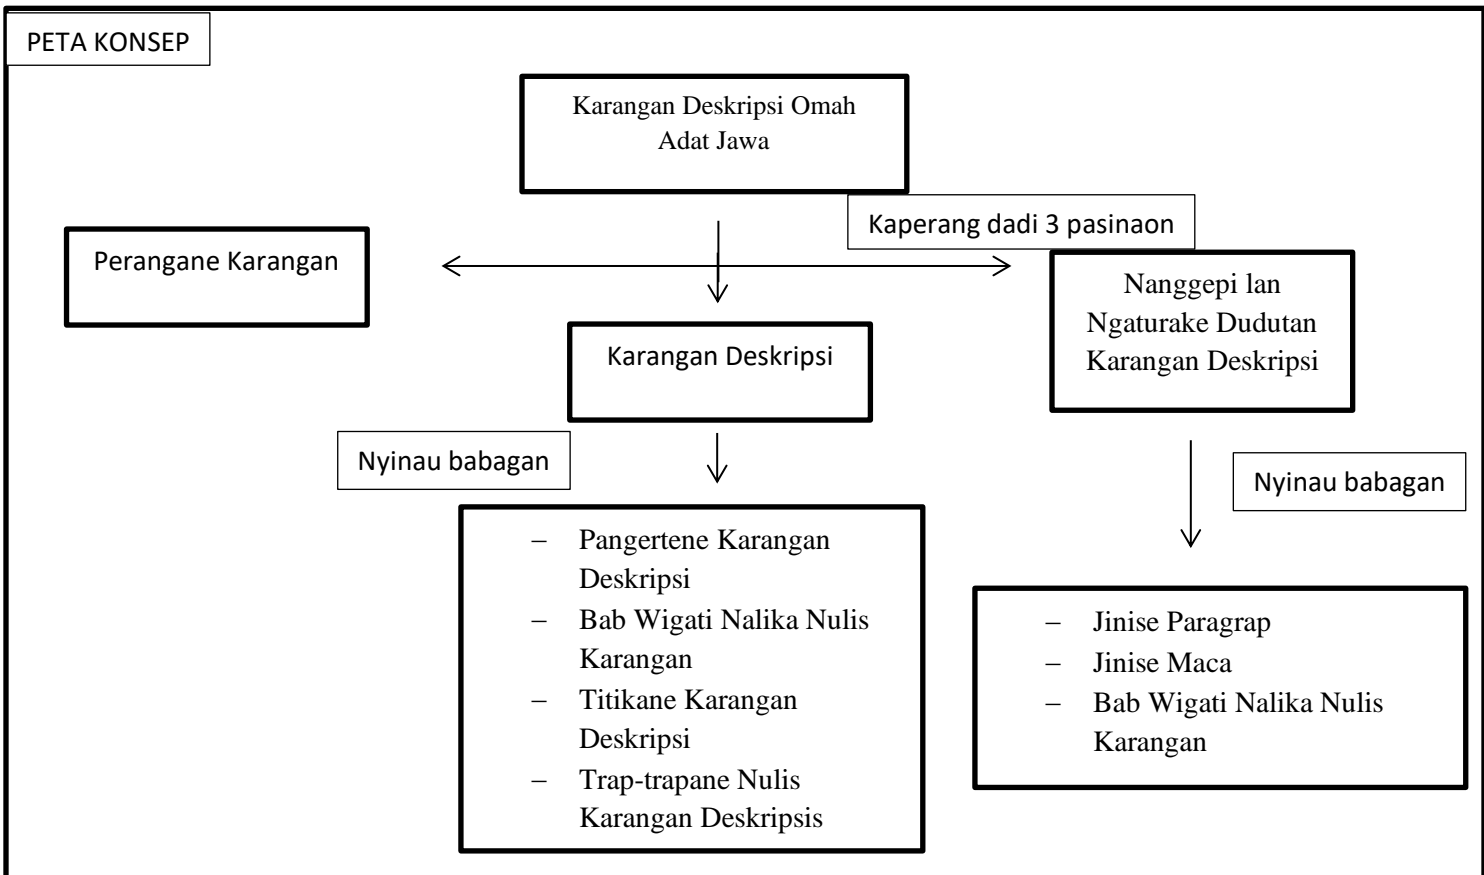 PETA KONSEP
Karangan Deskripsi Omah
Adat Jawa
Kaperang dadi 3 pasinaon
Perangane Karangan
Karangan Deskripsi
Nanggepi lan
Ngaturake Dudutan
Karangan Deskripsi
Nyinau babagan
Nyinau babagan
– Pangertene Karangan
Deskripsi
– Bab Wigati Nalika Nulis
Karangan
– Titikane Karangan
Deskripsi
– Trap-trapane Nulis
Karangan Deskripsis
– Jinise Paragrap
– Jinise Maca
– Bab Wigati Nalika Nulis
Karangan